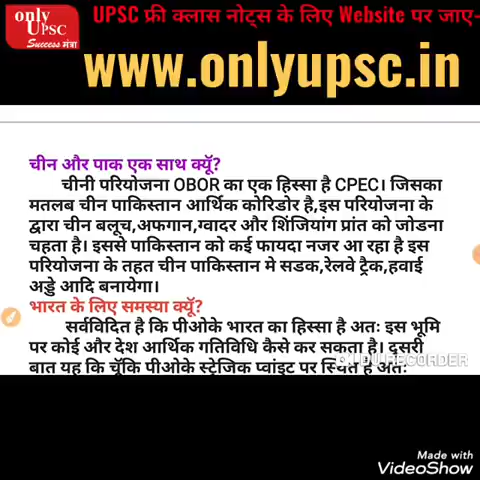 only
UPSC
Success मंत्रा
UPSC फ्री क्लास नोट्स के लिए Website पर जाए-
www.onlyupsc.in
चीन और पाक एक साथ क्यूॅ?
चीनी परियोजना OBOR का एक हिस्सा है CPEC। जिसका
मतलब चीन पाकिस्तान आर्थिक कोरिडोर है,इस परियोजना के
द्वारा चीन बलूच,अफगान,ग्वादर और शिंजियांग प्रांत को जोडना
चहता है। इससे पाकिस्तान को कई फायदा नजर आ रहा है इस
परियोजना के तहत चीन पाकिस्तान मे सडक,रेलवे ट्रैक,हवाई
अड्डे आदि बनायेगा।
भारत के लिए समस्या क्यूॅ?
सर्वविदित है कि पीओके भारत का हिस्सा है अतः इस भूमि
पर कोई और देश आर्थिक गतिविधि कैसे कर सकता है। दुसरी
बात यह कि चूॅकि पीओके स्ट्रेजिक प्वांइट पर स्थित है अतः
DU RECORDER
Made with
VideoShow